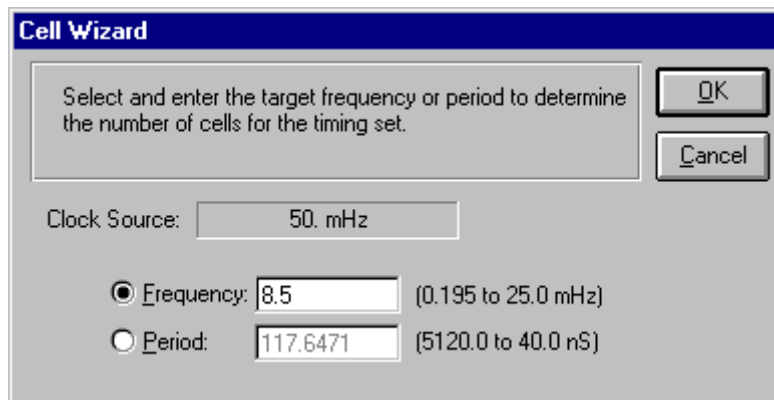 Cell Wizard
Select and enter the target frequency or period to determine
the number of cells for the timing set.
OK
Cancel
Clock Source: 50. mHz
Frequency: 8.5 (0.195 to 25.0 mHz)
Period: 117.6471 (5120.0 to 40.0 nS)